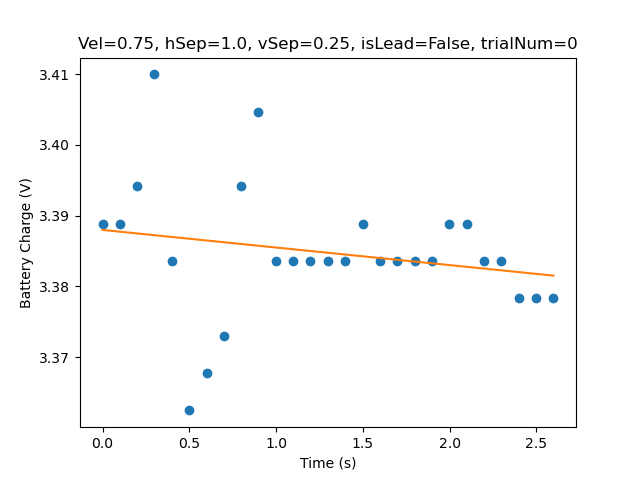 Vel=0.75, hSep=1.0, vSep=0.25, isLead=False, trialNum=0
3.41
3.40
3.39
3.38
3.37
Battery Charge (V)
0.0 0.5 1.0 1.5 2.0 2.5
Time (s)